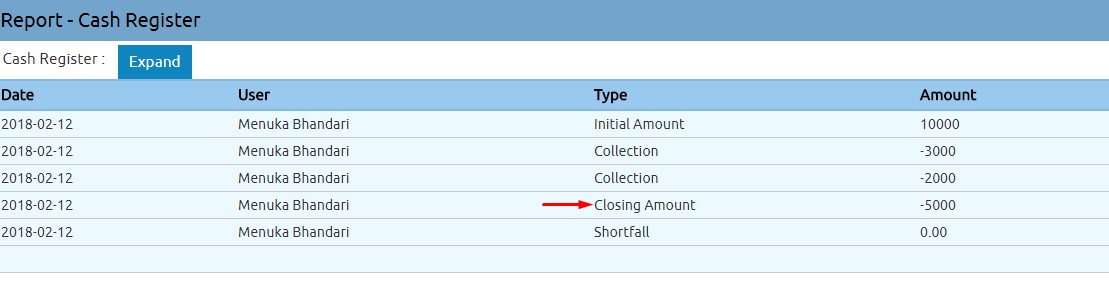 Report - Cash Register
Cash Register : Expand
Date User Type Amount
2018-02-12 Menuka Bhandari Initial Amount 10000
2018-02-12 Menuka Bhandari Collection -3000
2018-02-12 Menuka Bhandari Collection -2000
2018-02-12 Menuka Bhandari Closing Amount -5000
2018-02-12 Menuka Bhandari Shortfall 0.00